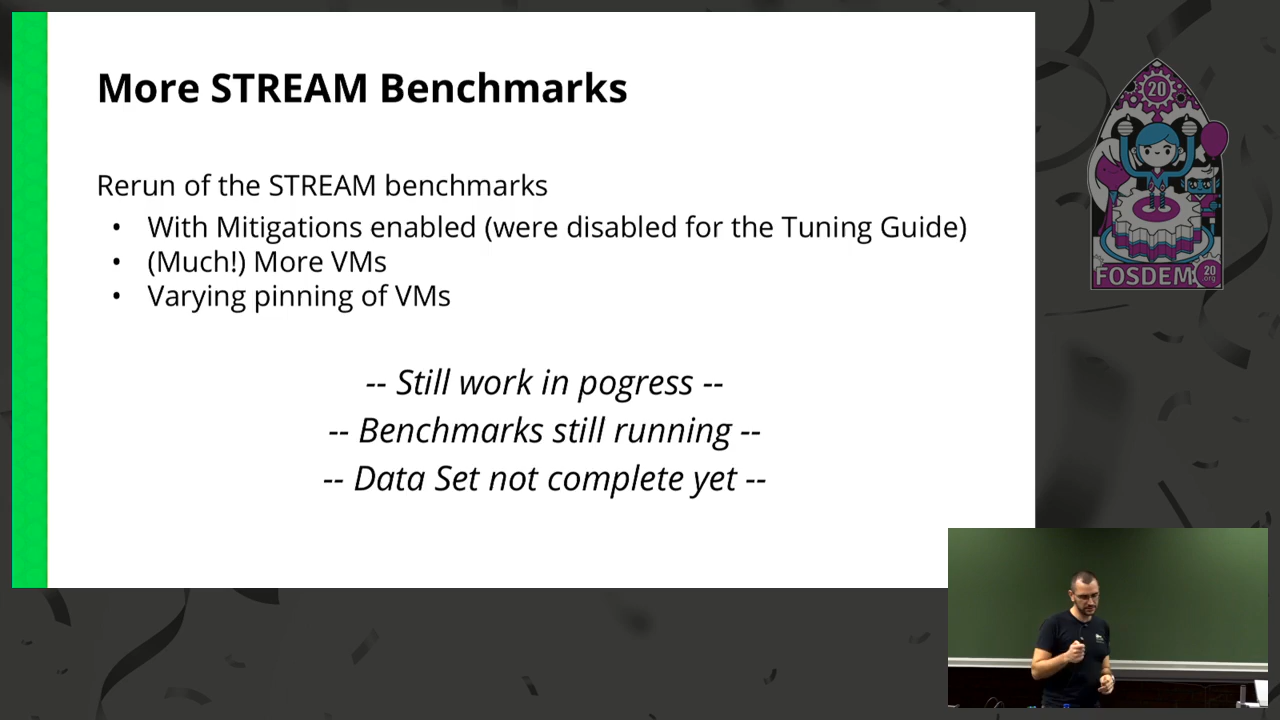 More STREAM Benchmarks
Rerun of the STREAM benchmarks
• With Mitigations enabled (were disabled for the Tuning Guide)
• (Much!) More VMs
• Varying pinning of VMs
-- Still work in pogress --
-- Benchmarks still running --
-- Data Set not complete yet --
20
FOSDEM
20
org